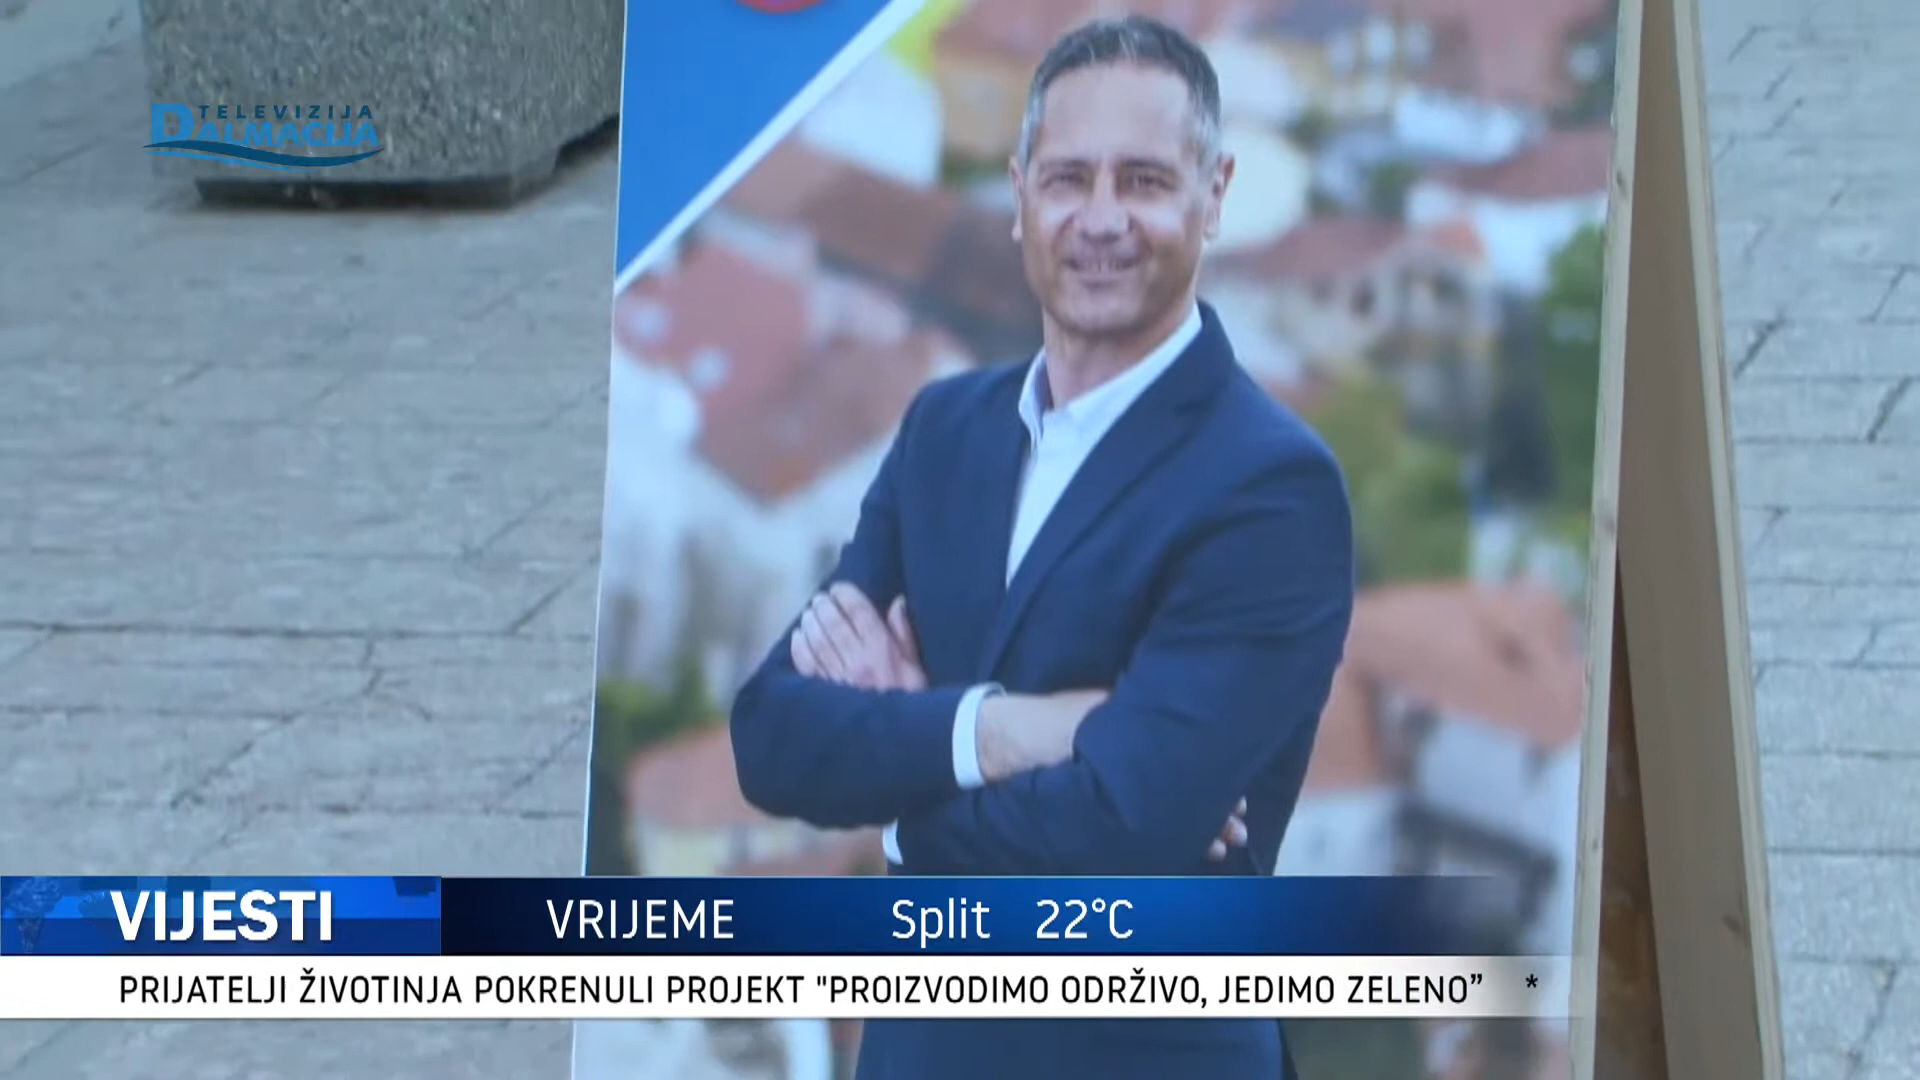 TELEVIZIJA
DALMACIJA
VIJESTI VRIJEME Split 22°C
PRIJATELJI ŽIVOTINJA POKRENULI PROJEKT "PROIZVODIMO ODRŽIVO, JEDIMO ZELENO” *